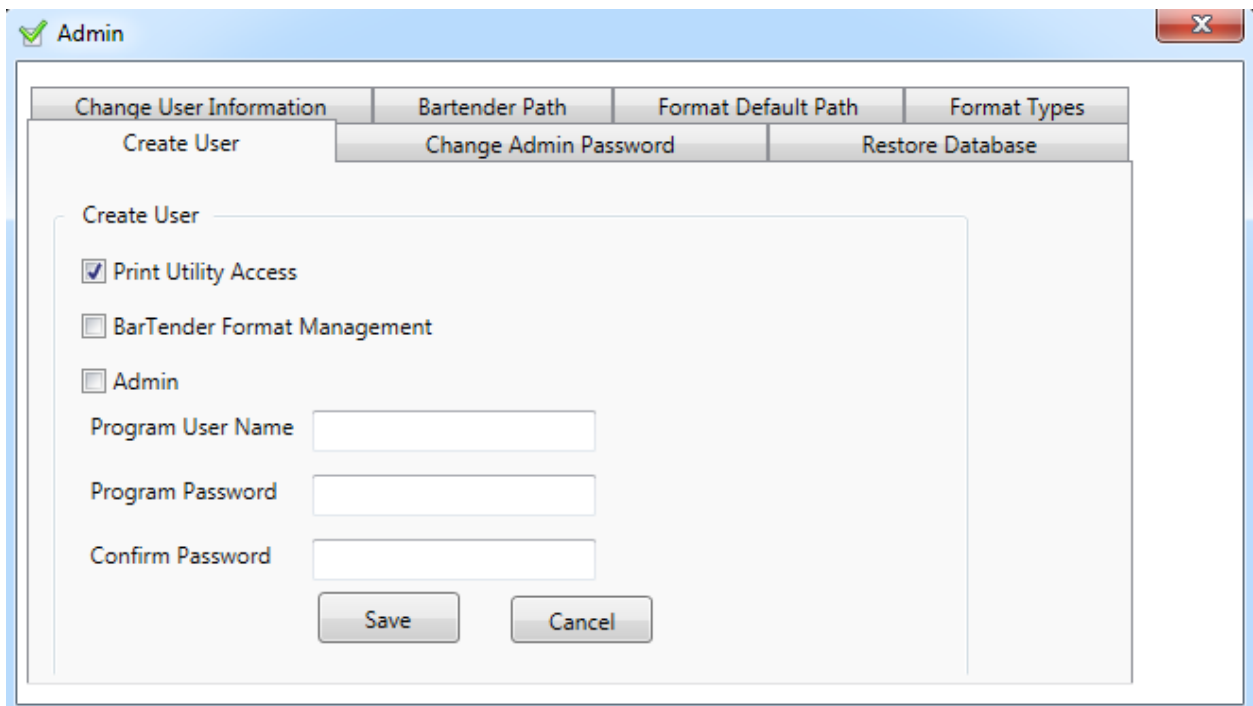 Admin
Change User Information Bartender Path Format Default Path Format Types
Create User Change Admin Password Restore Database
Create User
Print Utility Access
BarTender Format Management
Admin
Program User Name
Program Password
Confirm Password
Save Cancel